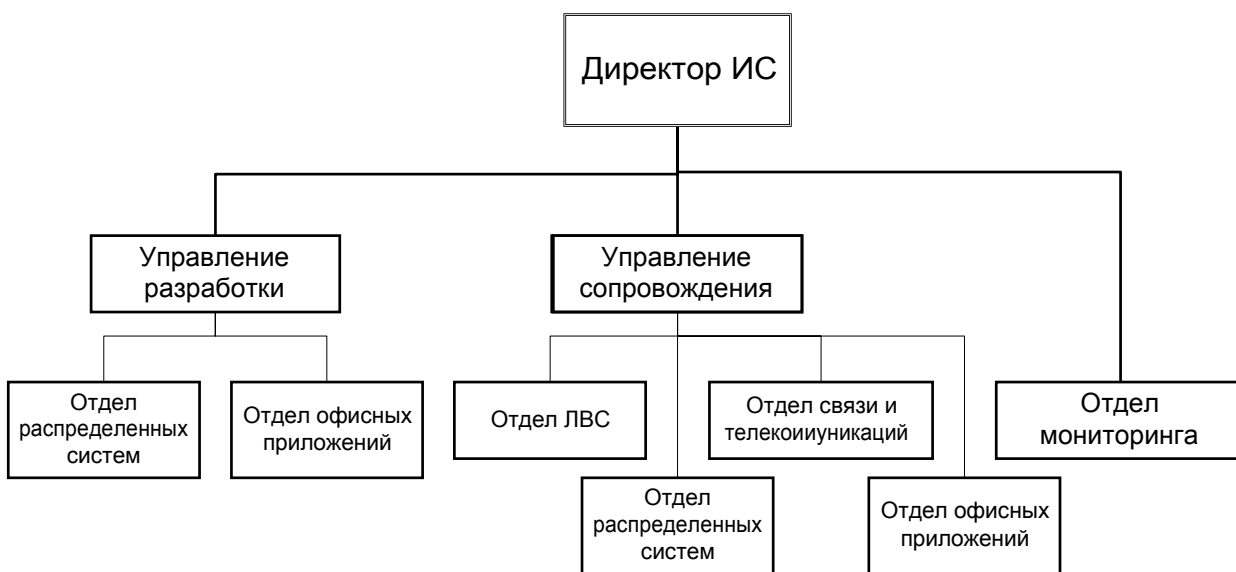 Директор ИС
Управление
разработки
Управление
сопровождения
Отдел
распределенных
систем
Отдел офисных
приложений
Отдел ЛВС
Отдел связи и
телекоииуникаций
Отдел
мониторинга
Отдел
распределенных
систем
Отдел офисных
приложений